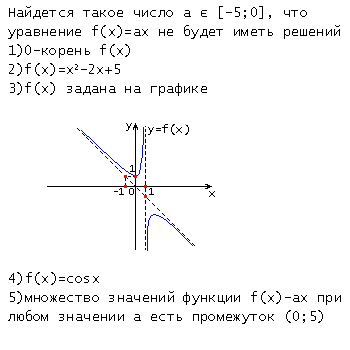 Найдется такое число а Є [-5;0], что
уравнение f(x)=ax не будет иметь решений
1)0-корень f(x)
2)f(x)=x²-2x+5
3)f(x) задана на графике
y
y=f(x)
1
-1 0 1
x
4)f(x)=cosx
5)множество значений функции f(x)-ax при
любом значении а есть промежуток (0;5)